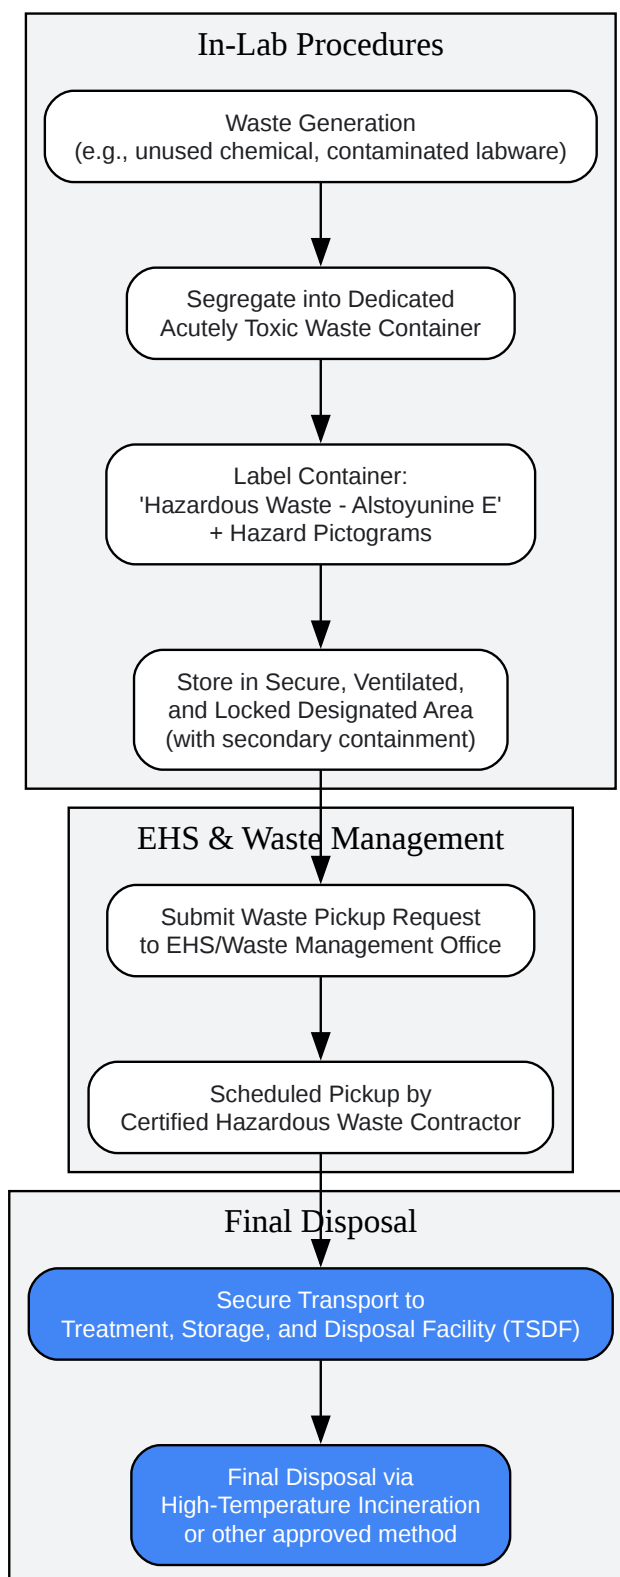 In-Lab Procedures
Waste Generation
(e.g., unused chemical, contaminated labware)
Segregate into Dedicated
Acutely Toxic Waste Container
Label Container:
'Hazardous Waste - Alstoyunine E'
+ Hazard Pictograms
Store in Secure, Ventilated,
and Locked Designated Area
(with secondary containment)
EHS & Waste Management
Submit Waste Pickup Request
to EHS/Waste Management Office
Scheduled Pickup by
Certified Hazardous Waste Contractor
Final Disposal
Secure Transport to
Treatment, Storage, and Disposal Facility (TSDF)
Final Disposal via
High-Temperature Incineration
or other approved method